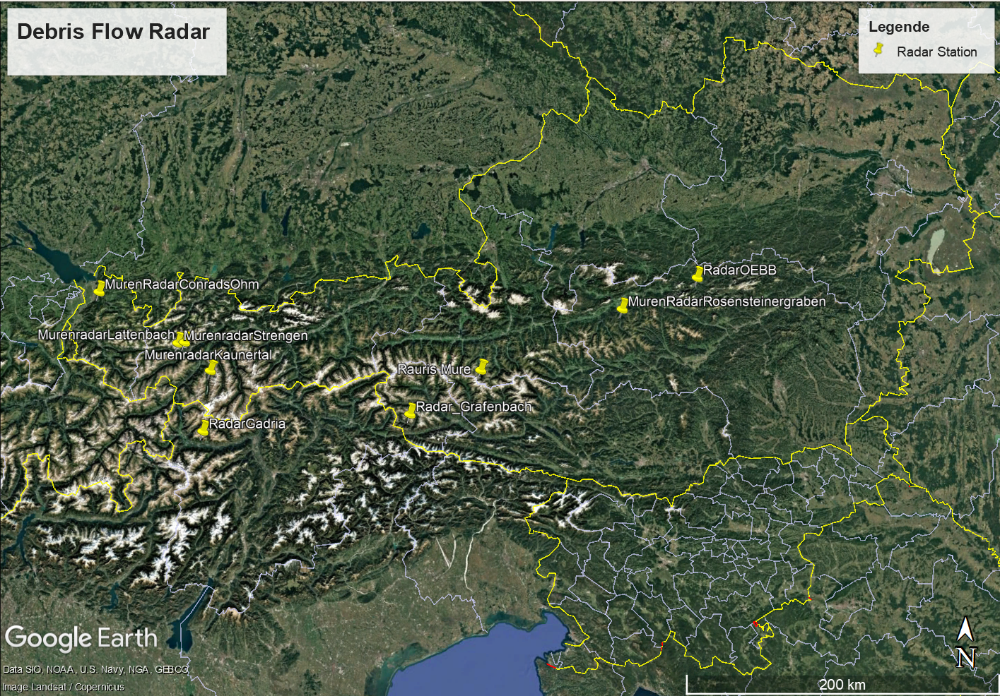 Debris Flow Radar
Legende
Radar Station
RadarOEBB
MurenRadarConradsOhm
MurenRadarRosensteinergraben
MurenradarLattenbach
MurenradarStrengen
MurenradarKaunertal
Rauris Mure
Radar_Grafenbach
RadarGadria
Google Earth
N
Data SIO, NOAA, U.S. Navy, NGA, GEBCO
Image Landsat / Copernicus
200 km